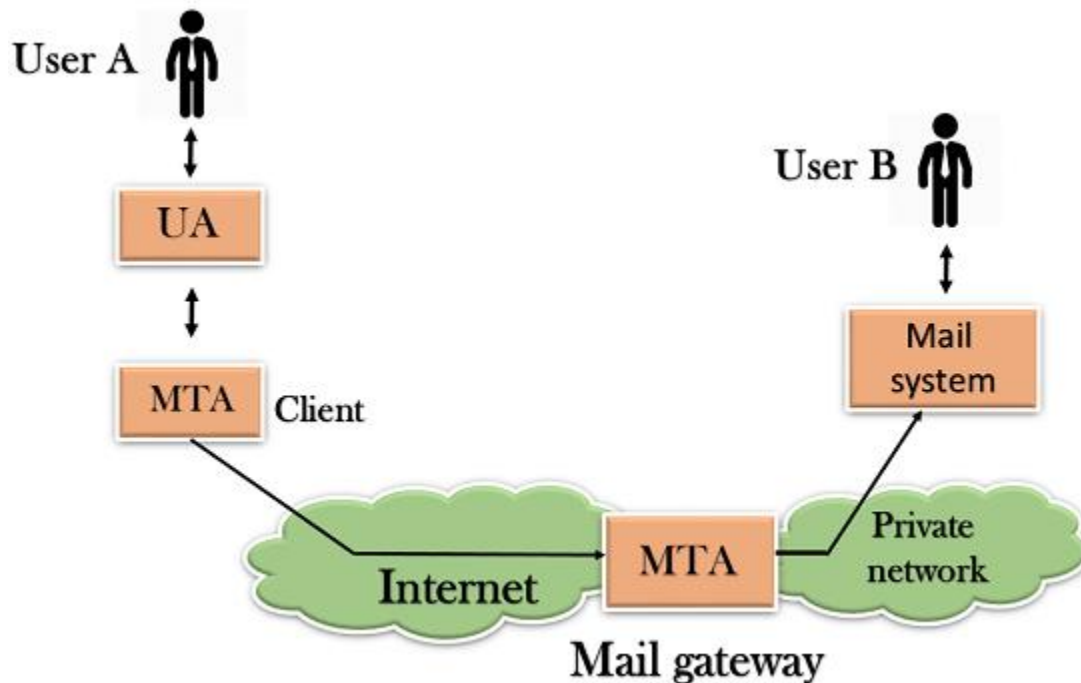 User A
User B
UA
Mail
system
MTA
Client
Private
network
MTA
Internet
Mail gateway